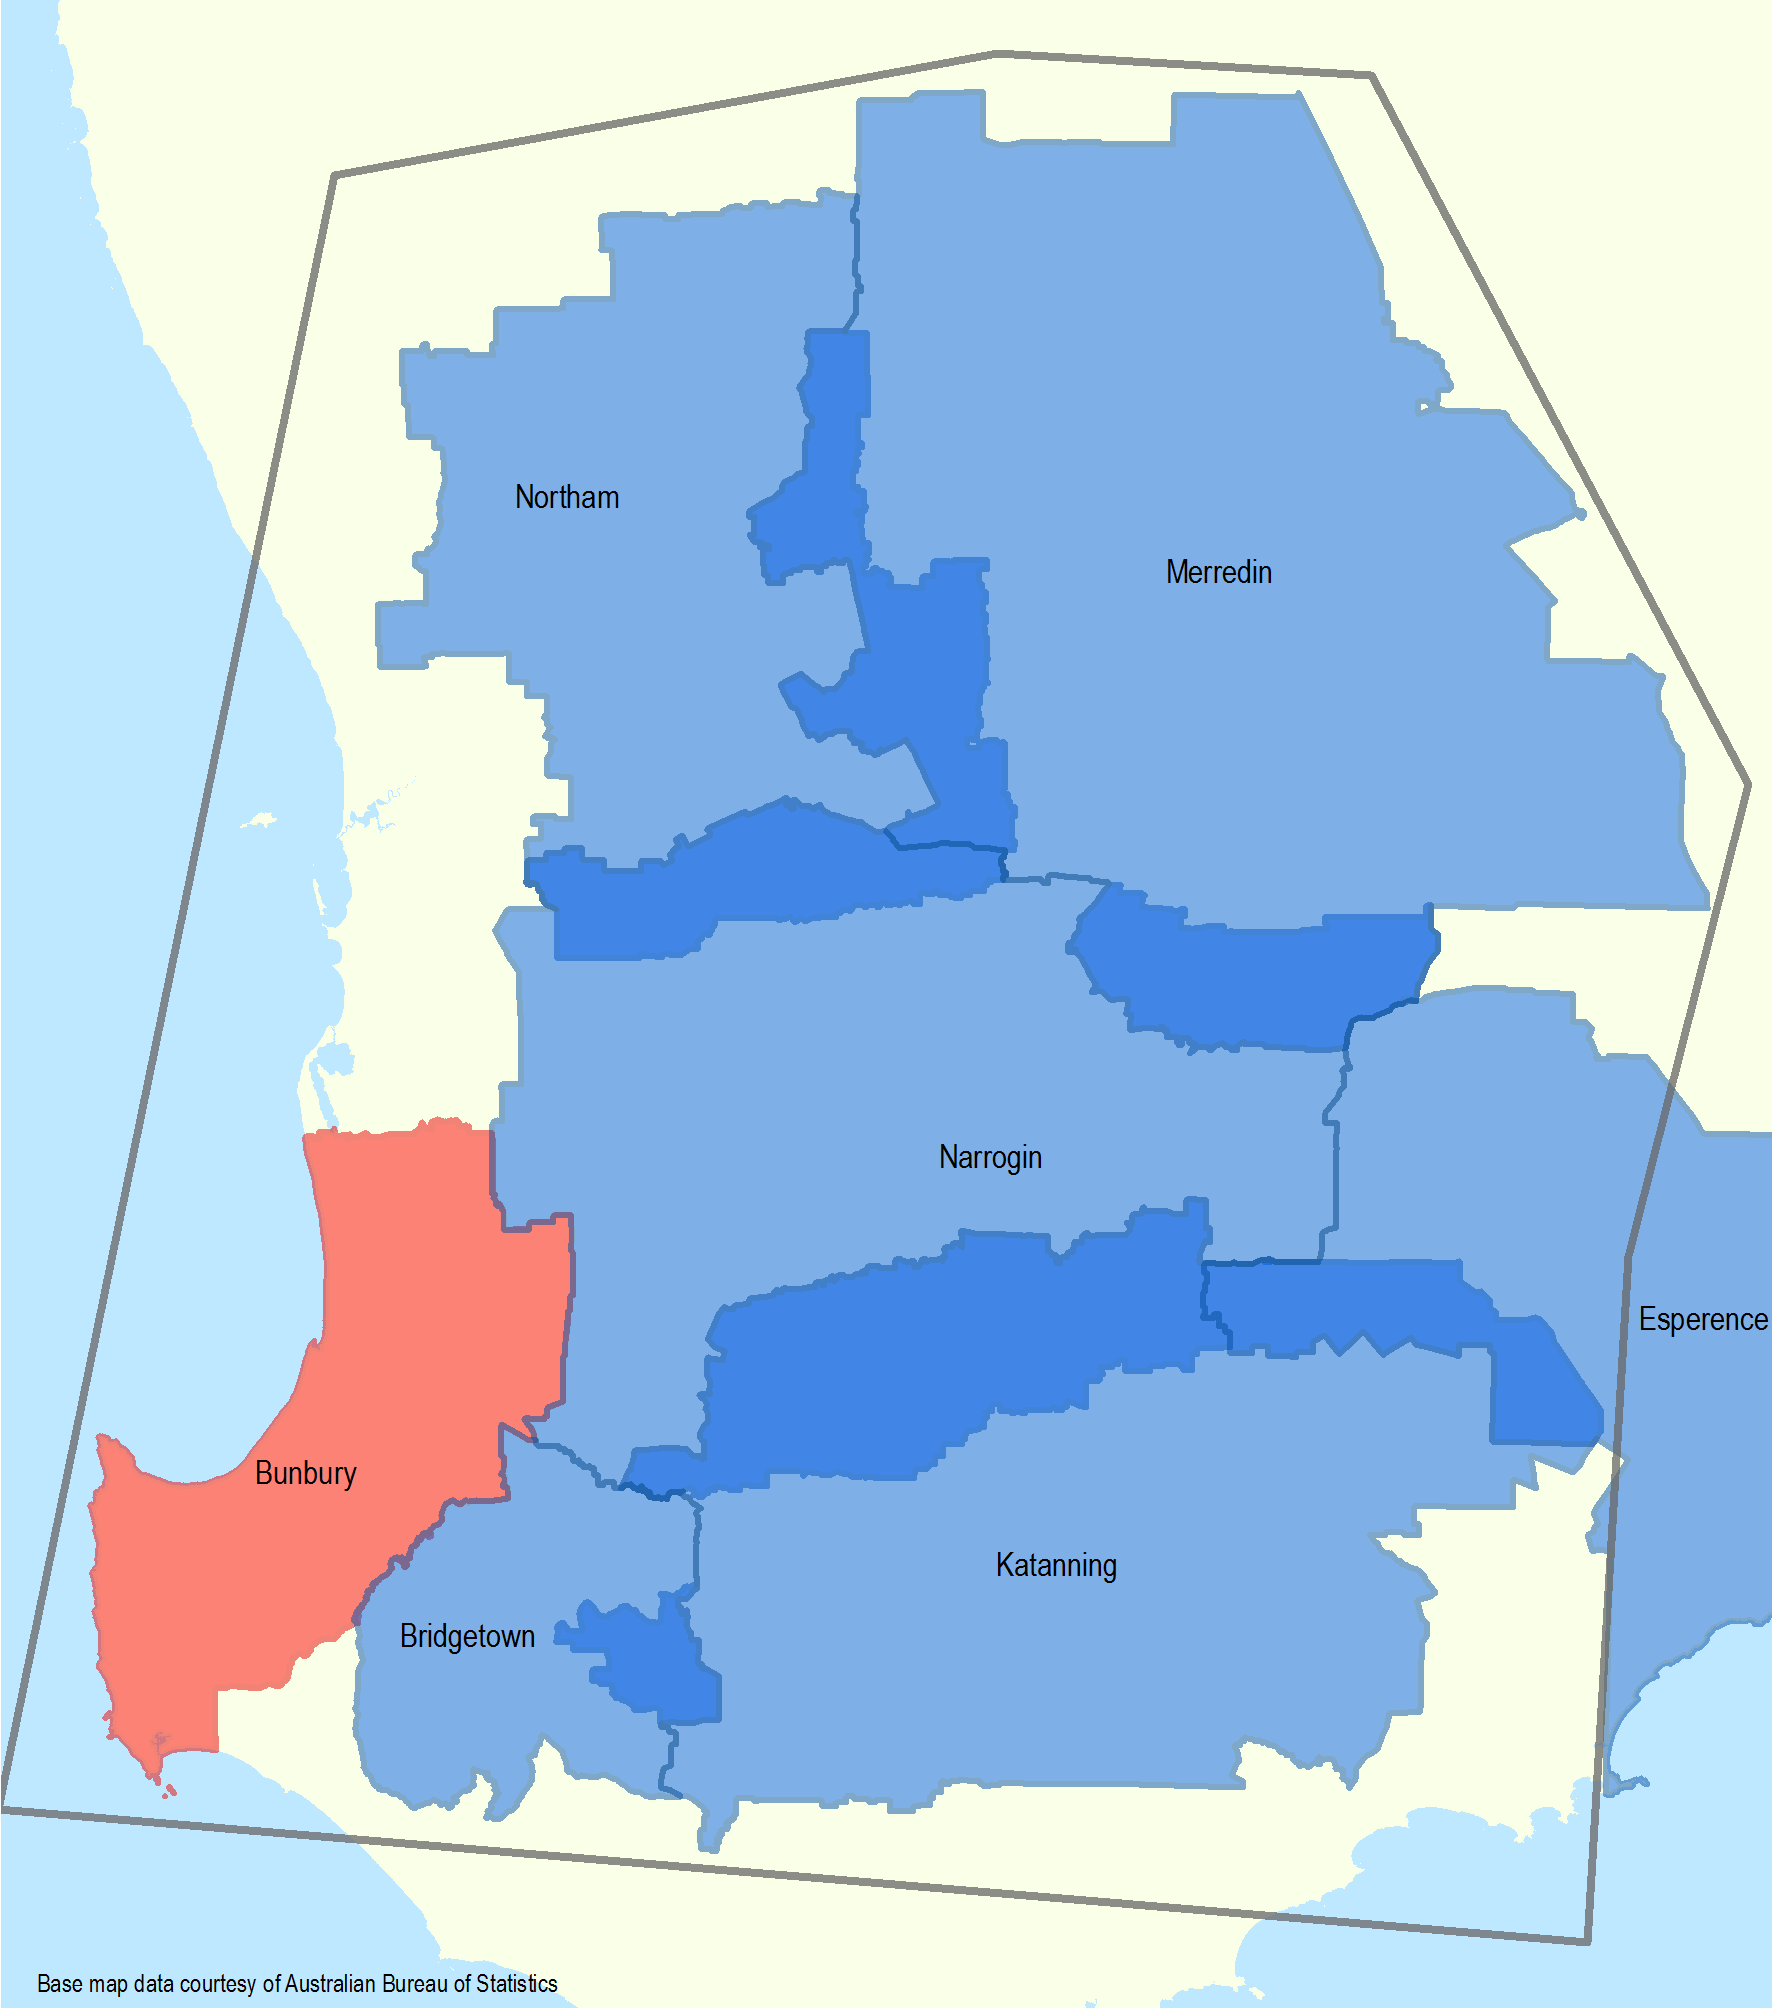 Northam
Merredin
Narrogin
Esperence
Bunbury
Katanning
Bridgetown
Base map data courtesy of Australian Bureau of Statistics